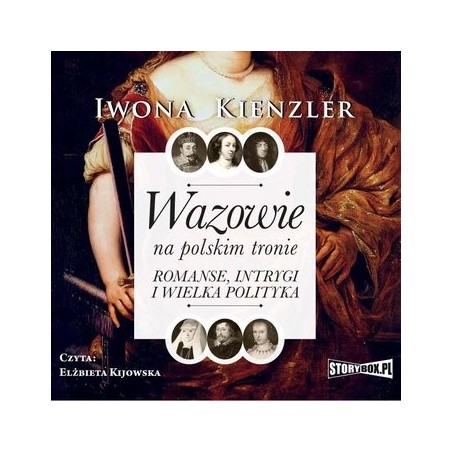 IWONA KIENZLER
Wazowie
na polskim tronie
ROMANSE, INTRYGI
I WIELKA POLITYKA
CZYTA:
ELŻBIETA KIJOWSKA
STORYBOX.PL